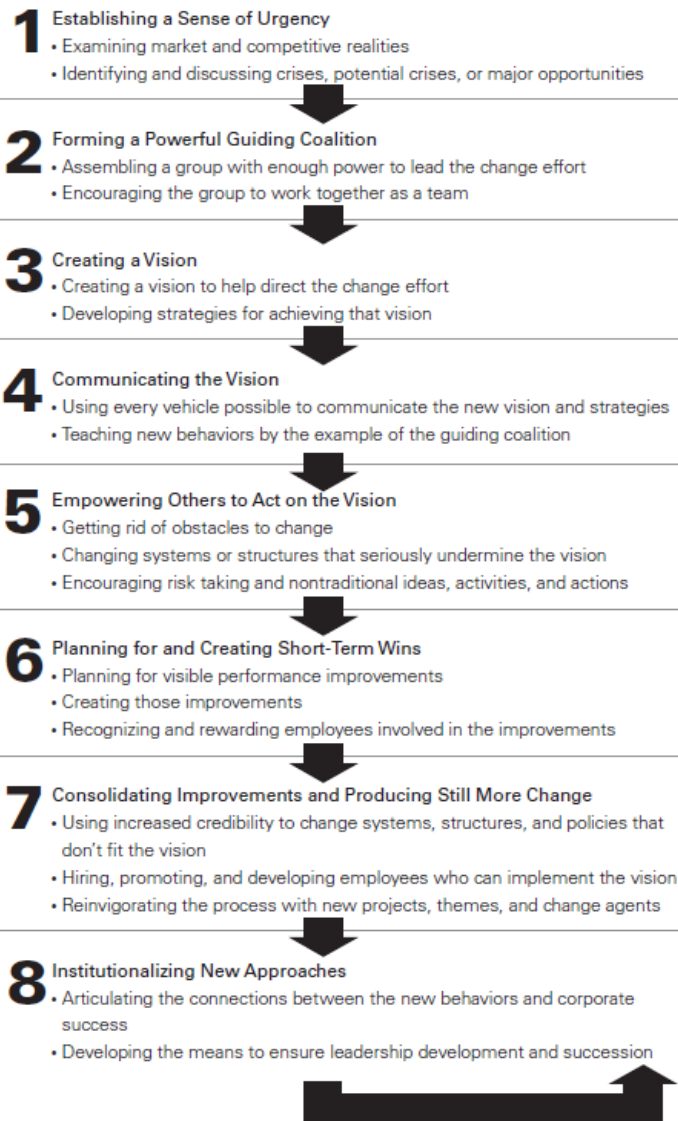 1 Establishing a Sense of Urgency
• Examining market and competitive realities
• Identifying and discussing crises, potential crises, or major opportunities
2 Forming a Powerful Guiding Coalition
• Assembling a group with enough power to lead the change effort
• Encouraging the group to work together as a team
3 Creating a Vision
• Creating a vision to help direct the change effort
• Developing strategies for achieving that vision
4 Communicating the Vision
• Using every vehicle possible to communicate the new vision and strategies
• Teaching new behaviors by the example of the guiding coalition
5 Empowering Others to Act on the Vision
• Getting rid of obstacles to change
• Changing systems or structures that seriously undermine the vision
• Encouraging risk taking and nontraditional ideas, activities, and actions
6 Planning for and Creating Short-Term Wins
• Planning for visible performance improvements
• Creating those improvements
• Recognizing and rewarding employees involved in the improvements
7 Consolidating Improvements and Producing Still More Change
• Using increased credibility to change systems, structures, and policies that
don't fit the vision
• Hiring, promoting, and developing employees who can implement the vision
• Reinvigorating the process with new projects, themes, and change agents
8 Institutionalizing New Approaches
• Articulating the connections between the new behaviors and corporate
success
• Developing the means to ensure leadership development and succession